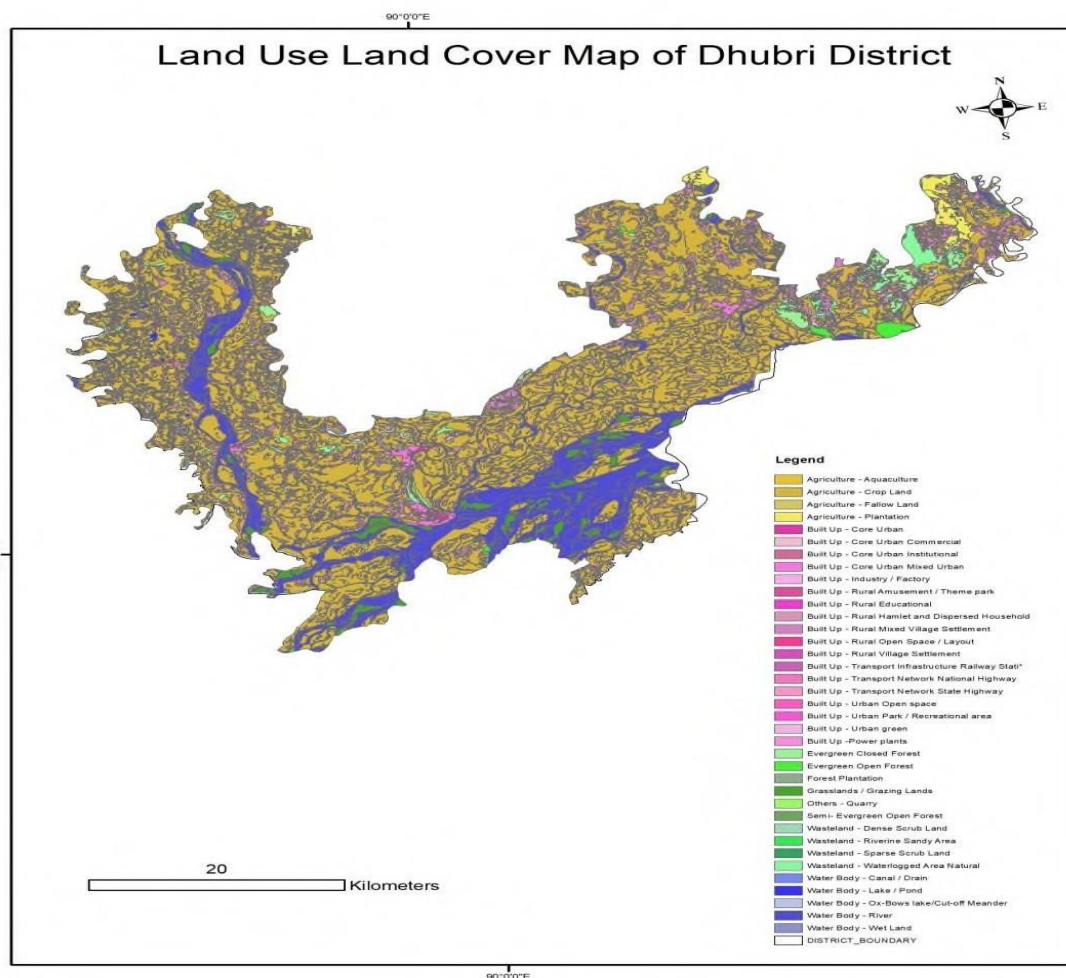 90°0'0"E
Land Use Land Cover Map of Dhubri District
N
W E
S
Legend
Agriculture - Aquaculture
Agriculture - Crop Land
Agriculture - Fallow Land
Agriculture - Plantation
Built Up - Core Urban
Built Up - Core Urban Commercial
Built Up - Core Urban Institutional
Built Up - Core Urban Mixed Urban
Built Up - Industry / Factory
Built Up - Rural Amusement / Theme park
Built Up - Rural Educational
Built Up - Rural Hamlet and Dispersed Household
Built Up - Rural Mixed Village Settlement
Built Up - Rural Open Space / Layout
Built Up - Rural Village Settlement
Built Up - Transport Infrastructure Railway Stati*
Built Up - Transport Network National Highway
Built Up - Transport Network State Highway
Built Up - Urban Open space
Built Up - Urban Park / Recreational area
Built Up - Urban green
Built Up -Power plants
Evergreen Closed Forest
Evergreen Open Forest
Forest Plantation
Grasslands / Grazing Lands
Others - Quarry
Semi- Evergreen Open Forest
Wasteland - Dense Scrub Land
Wasteland - Riverine Sandy Area
Wasteland - Sparse Scrub Land
Wasteland - Waterlogged Area Natural
Water Body - Canal / Drain
Water Body - Lake / Pond
Water Body - Ox-Bows lake/Cut-off Meander
Water Body - River
Water Body - Wet Land
DISTRICT_BOUNDARY
20
Kilometers
90°0'0"E